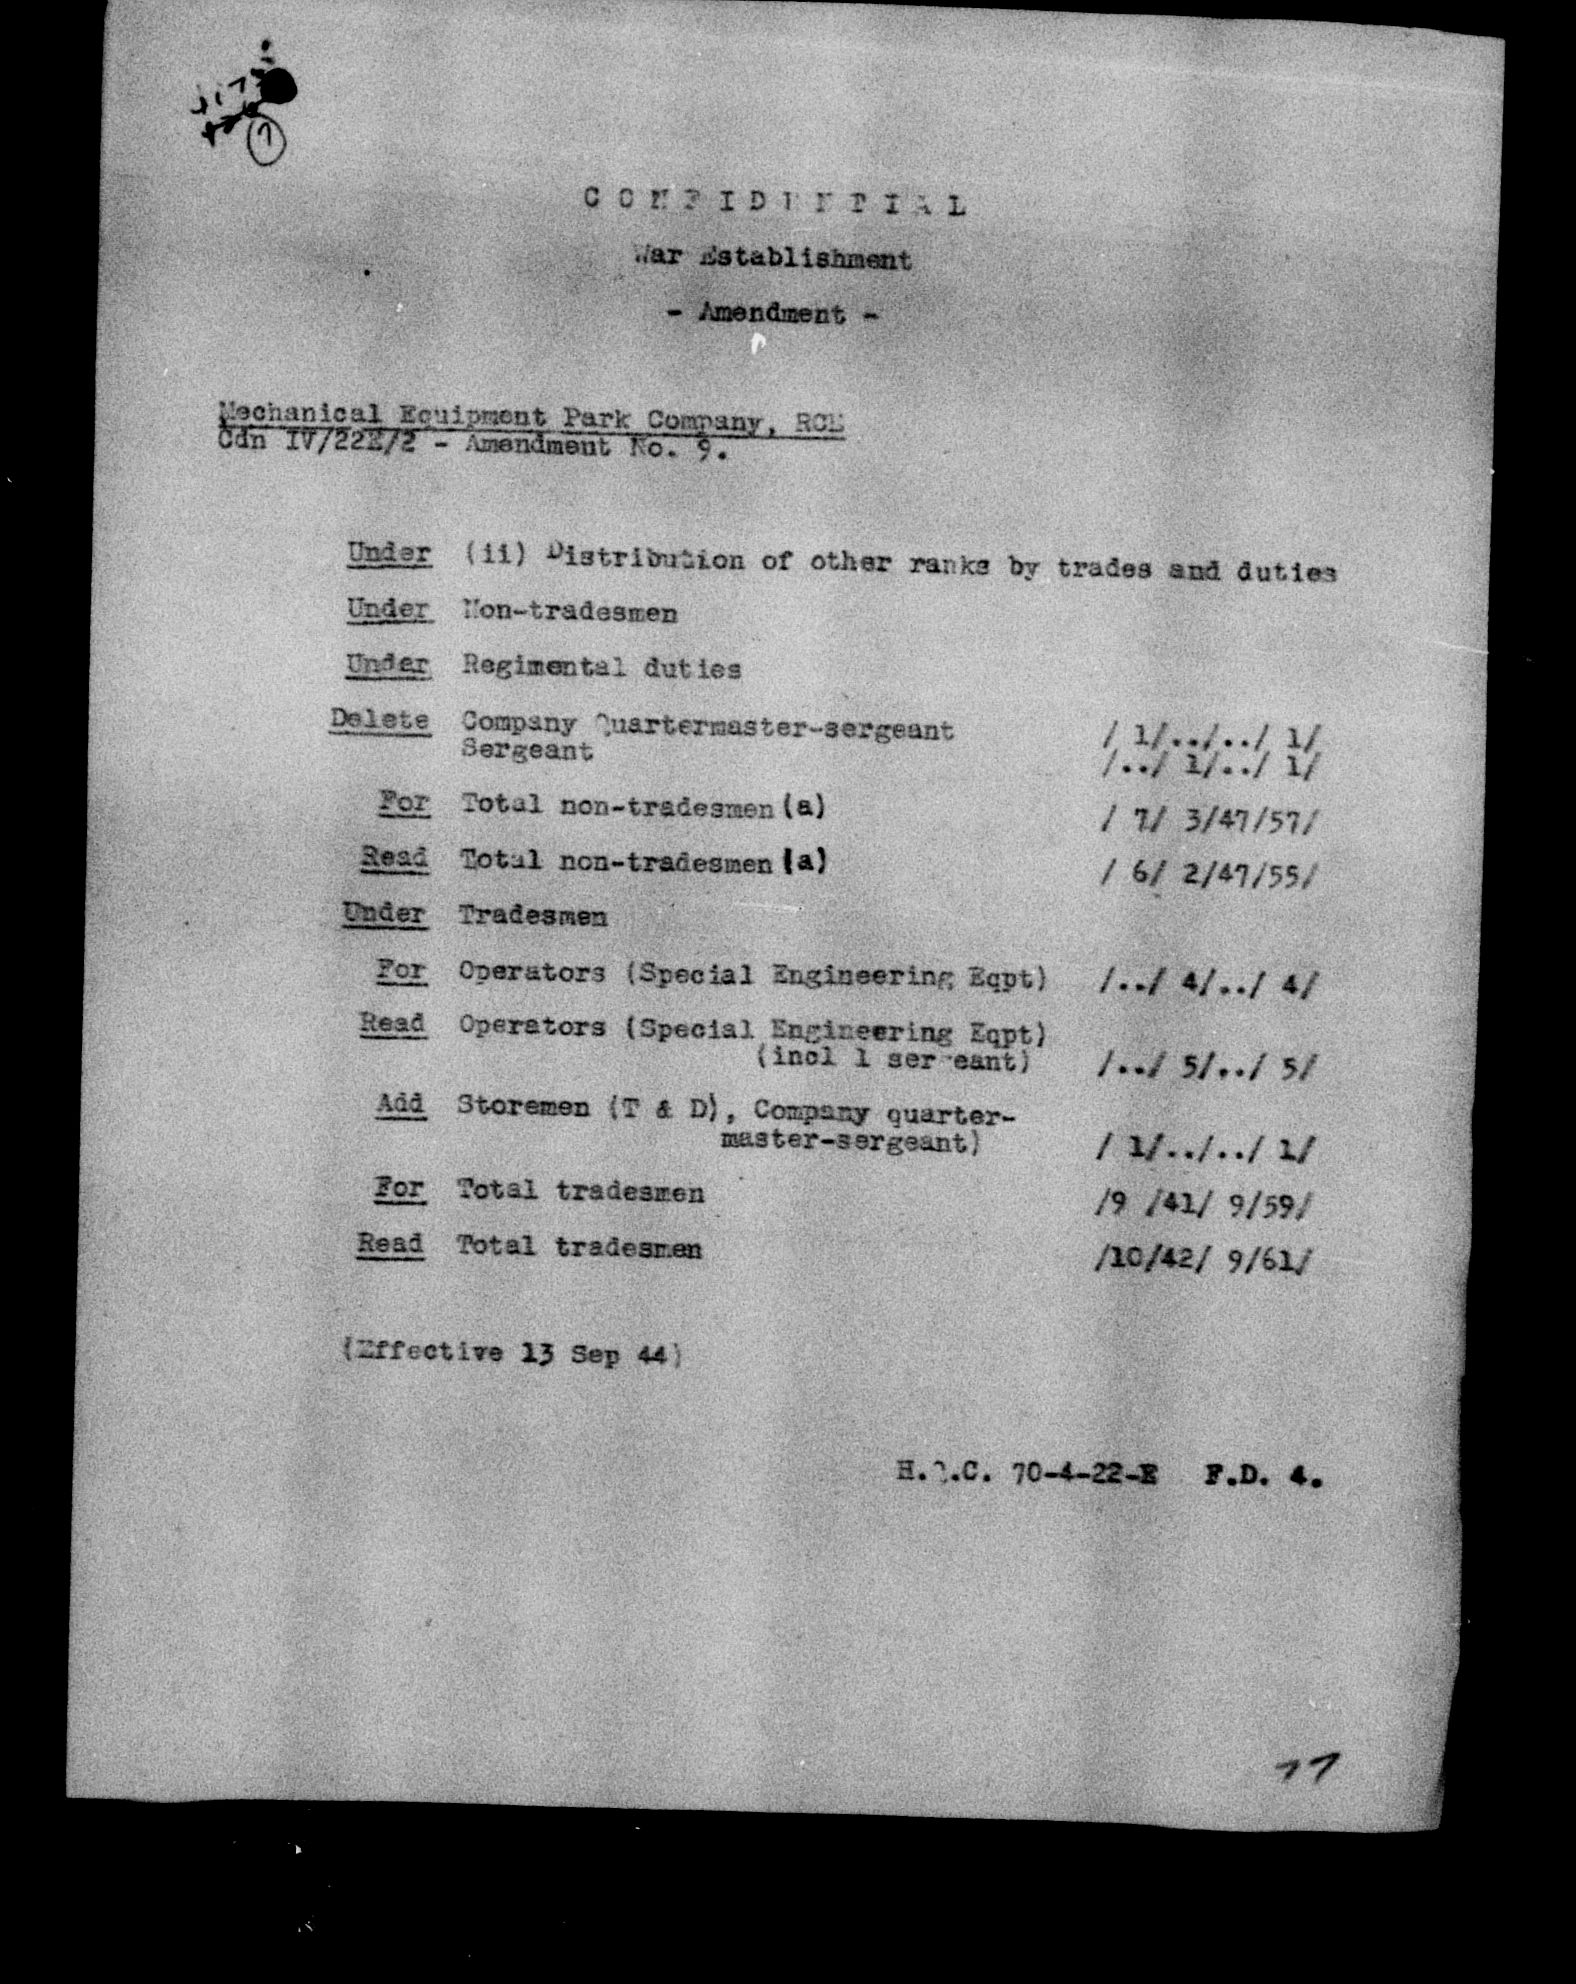 7
CONFIDENTIAL
War Establishment
- Amendment -
Mechanical Equipment Park Company, RCE
Cdn IV/22E/2 - Amendment No. 9.
Under (ii) Distribution of other ranks by trades and duties
Under Non-tradesmen
Under Regimental duties
Delete Company Quartermaster-sergeant / 1/../../ 1/
Sergeant /../ 1/../ 1/
For Total non-tradesmen (a) / 7/ 3/47/57/
Read Total non-tradesmen (a) / 6/ 2/47/55/
Under Tradesmen
For Operators (Special Engineering Eqpt) /../ 4/../ 4/
Read Operators (Special Engineering Eqpt)
(incl 1 sergeant) /../ 5/../ 5/
Add Storemen (T & D), Company quarter-
master-sergeant) / 1/../../ 1/
For Total tradesmen /9 /41/ 9/59/
Read Total tradesmen /10/42/ 9/61/
(Effective 13 Sep 44)
H.Q.C. 70-4-22-E F.D. 4.
77